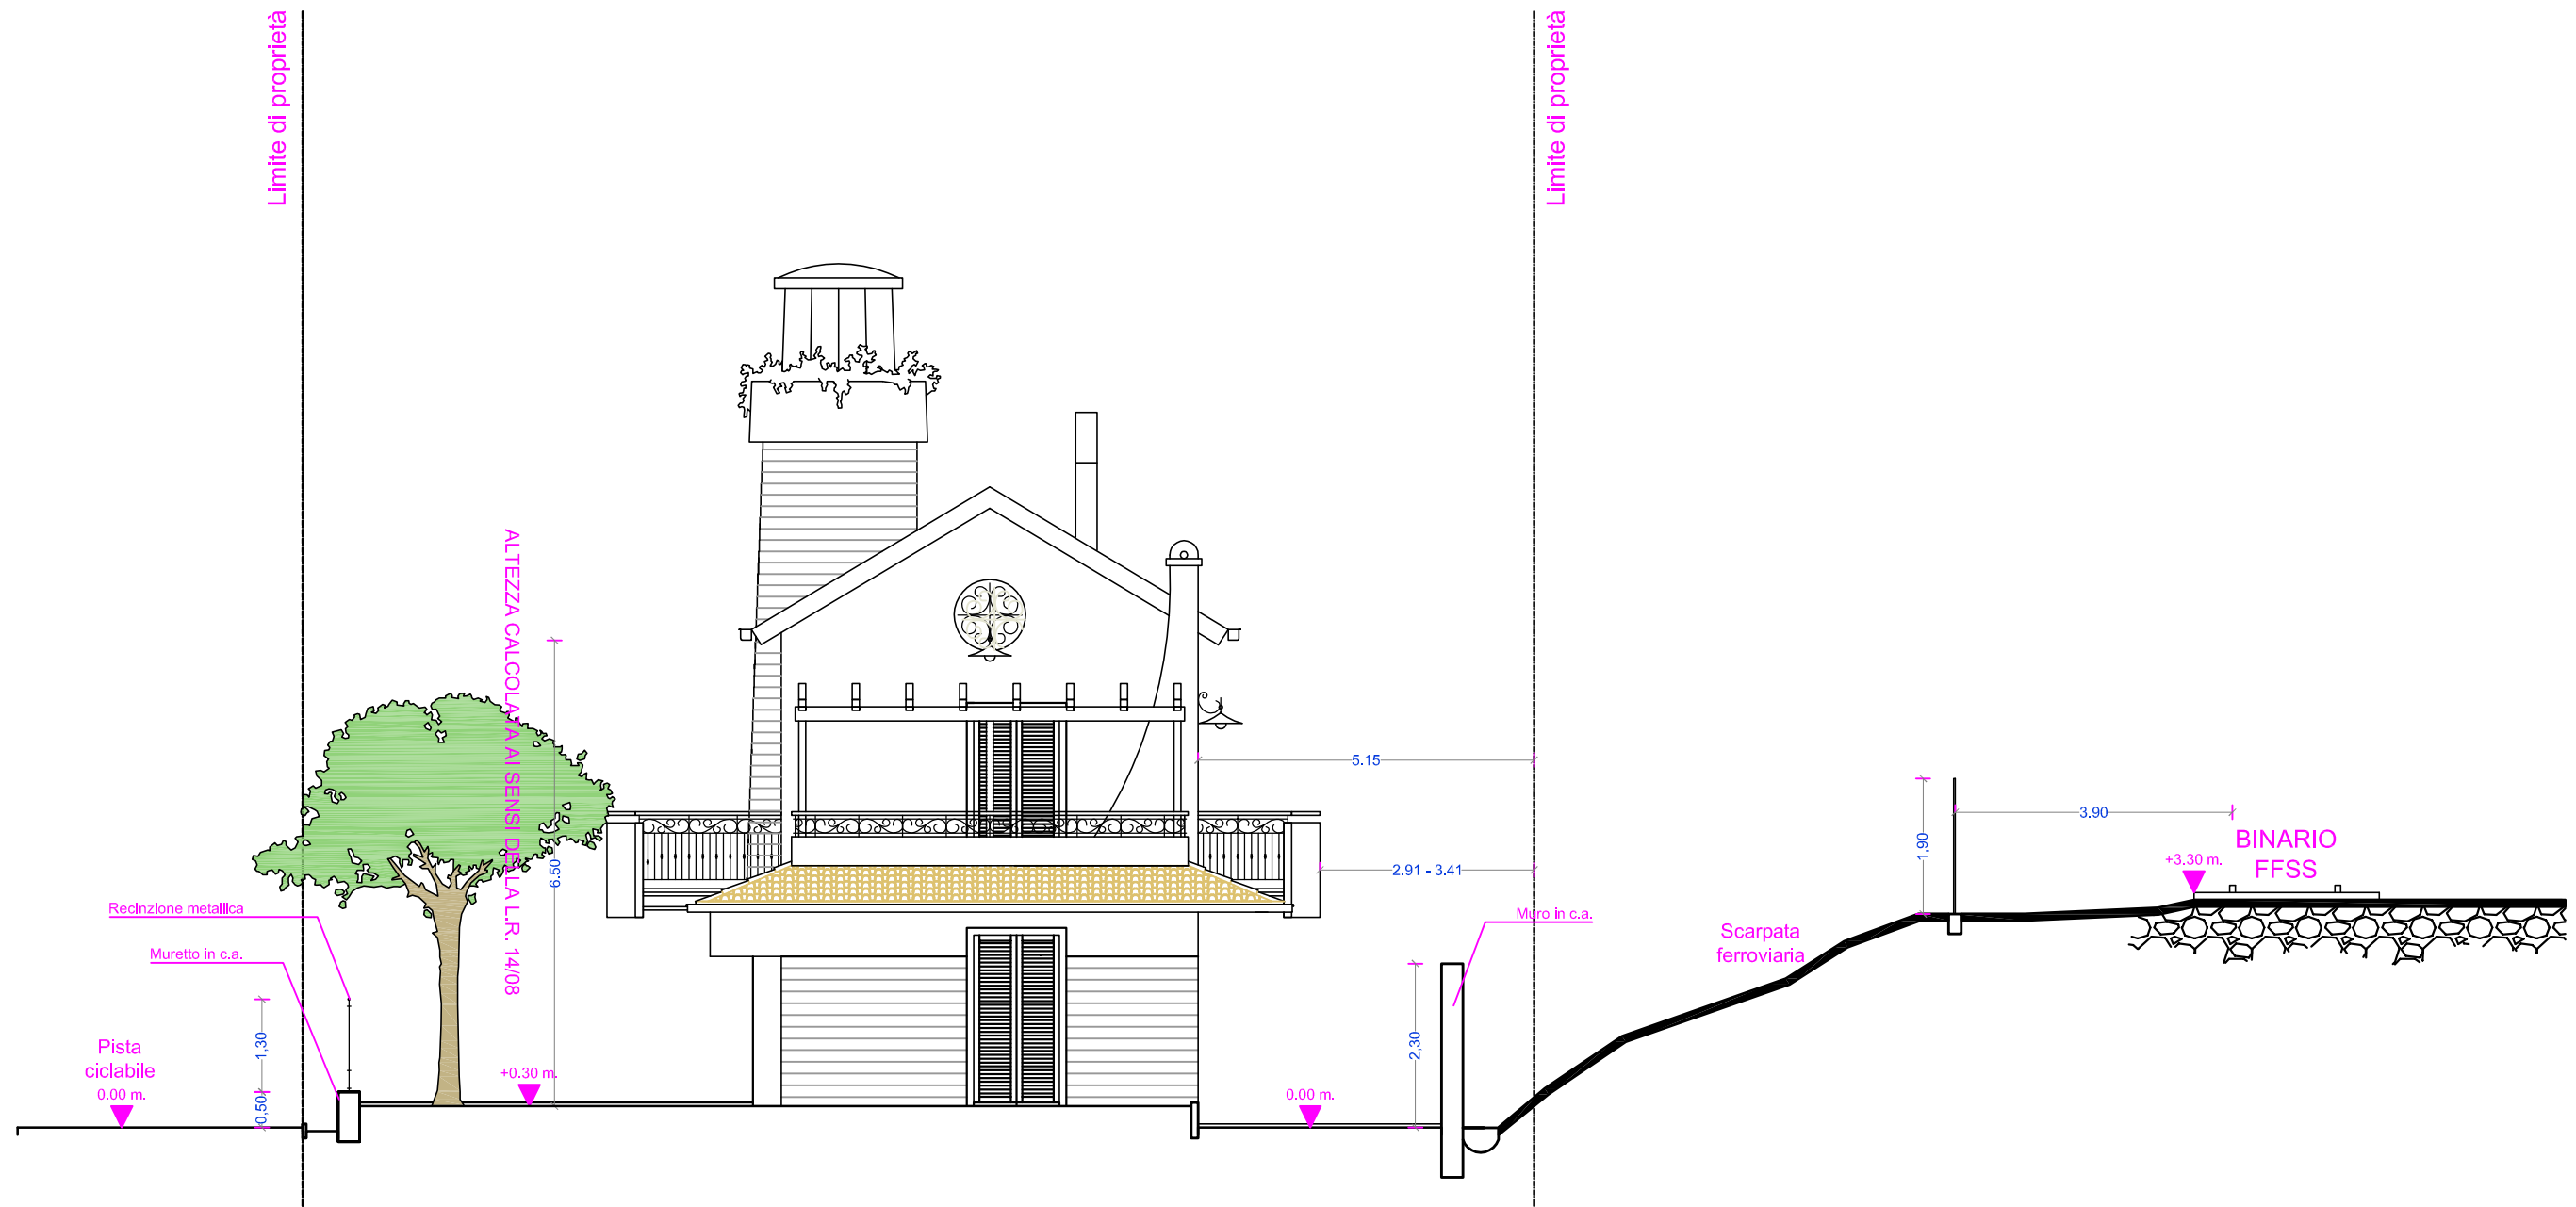 Limite di proprietà
Limite di proprietà
ALTEZZA CALCOLATA AI SENSI DELLA L.R. 14/08
6.50
5.15
3.90
1,90
BINARIO
FFSS
+3.30 m.
2.91 - 3.41
Recinzione metallica
Muro in c.a.
Scarpata
ferroviaria
Muretto in c.a.
Pista
ciclabile
0.00 m.
1,30
0,50
+0.30 m.
0.00 m.
2,30